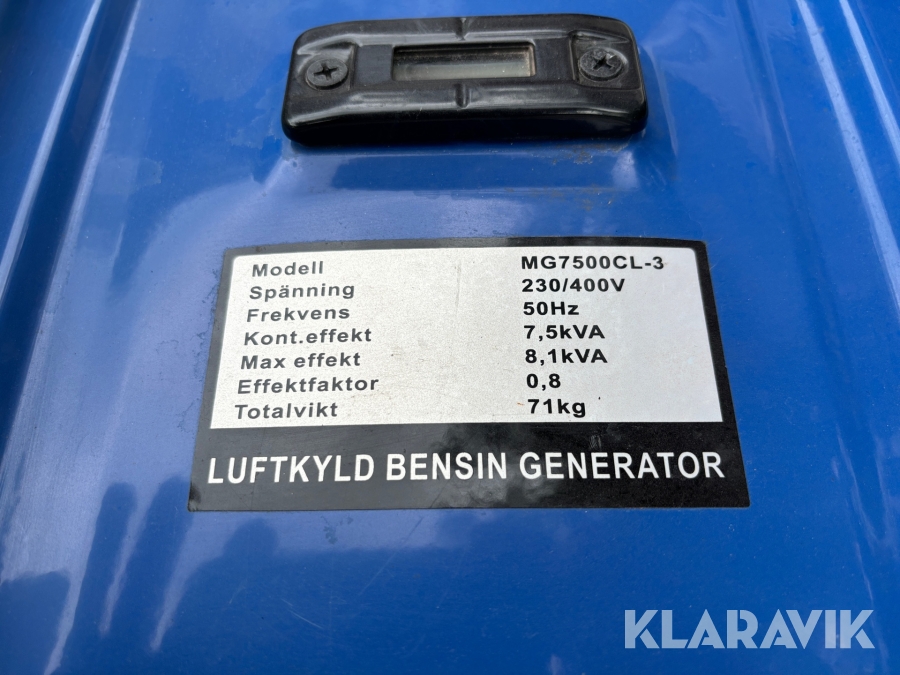 Modell MG7500CL-3
Spänning 230/400V
Frekvens 50Hz
Kont.effekt 7,5kVA
Max effekt 8,1kVA
Effektfaktor 0,8
Totalvikt 71kg
LUFTKYLD BENSIN GENERATOR
KLARAVIK